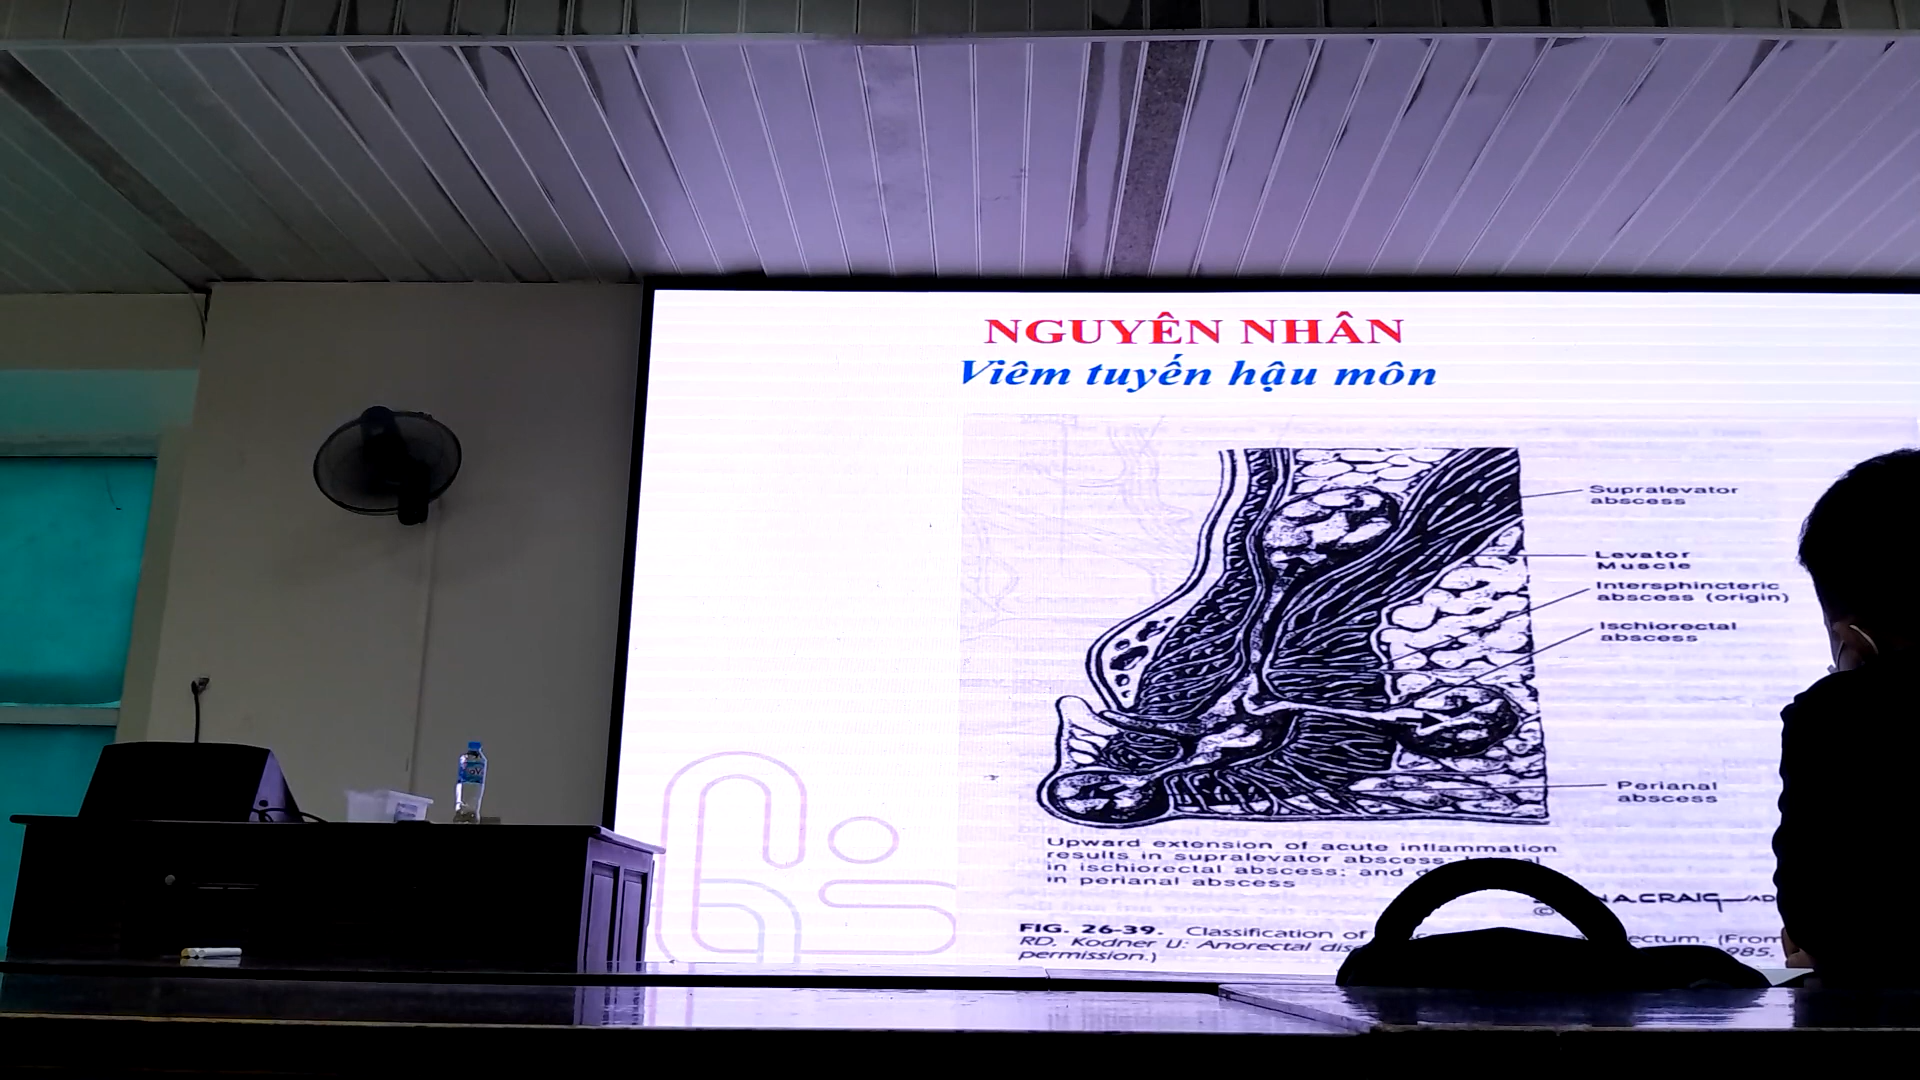 NGUYÊN NHÂN
Viêm tuyến hậu môn
Supralevator
abscess
Levator
Muscle
Intersphincteric
abscess (origin)
Ischiorectal
abscess
Perianal
abscess
Upward extension of acute inflammation
results in supralevator abscess;
in ischiorectal abscess; and
in perianal abscess
CRAIG
©
FIG. 26-39. Classification of
RD, Kodner IJ: Anorectal 985,
permission.)